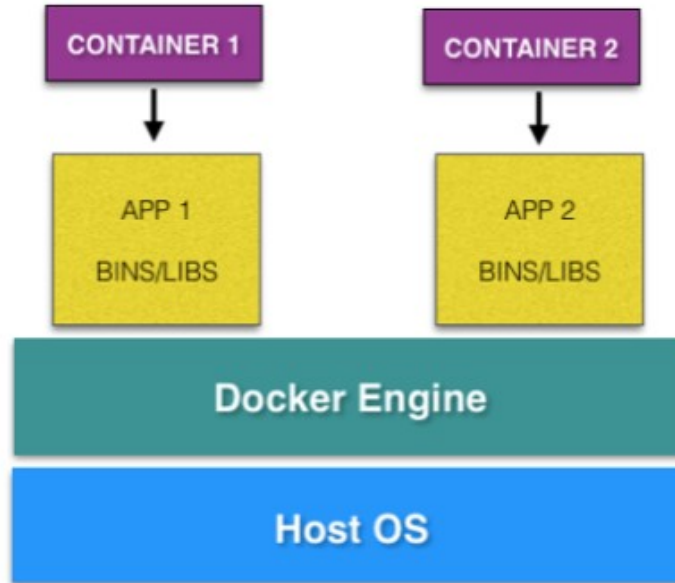 CONTAINER 1
CONTAINER 2
APP 1
BINS/LIBS
APP 2
BINS/LIBS
Docker Engine
Host OS